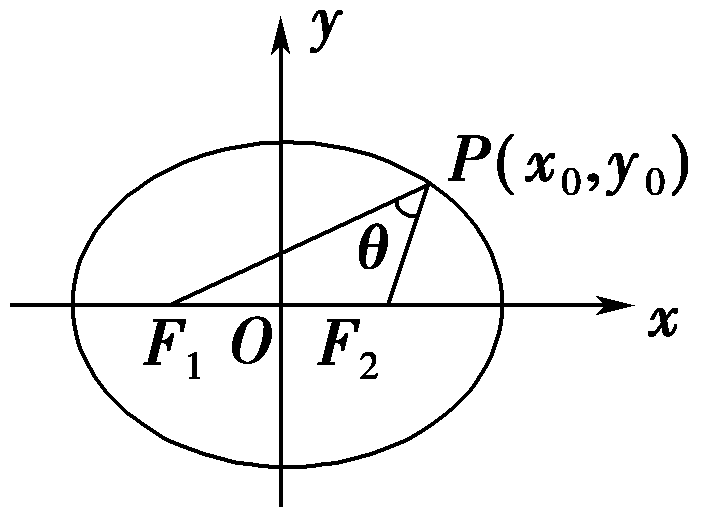 y
P(x₀,y₀)
θ
F₁ O F₂ x